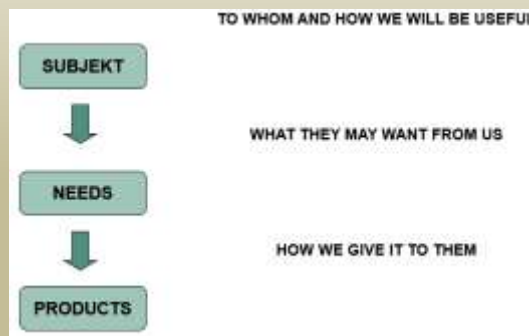 TO WHOM AND HOW WE WILL BE USEFUL
SUBJEKT
WHAT THEY MAY WANT FROM US
NEEDS
HOW WE GIVE IT TO THEM
PRODUCTS